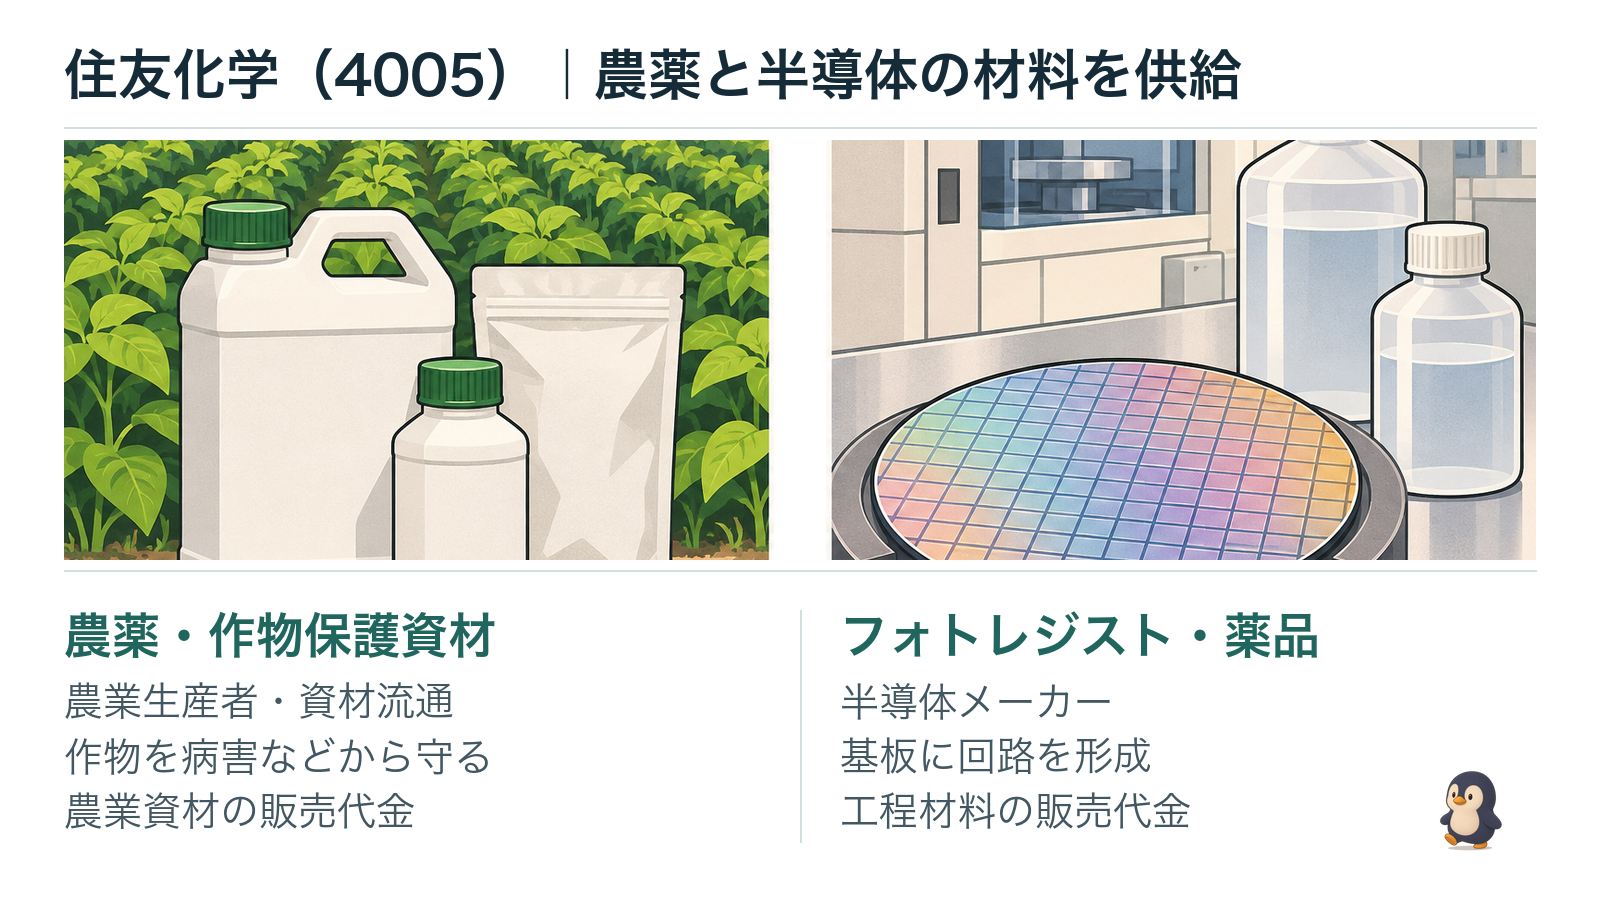 住友化学（4005）｜農薬と半導体の材料を供給
農薬・作物保護資材
農業生産者・資材流通
作物を病害などから守る
農業資材の販売代金
フォトレジスト・薬品
半導体メーカー
基板に回路を形成
工程材料の販売代金